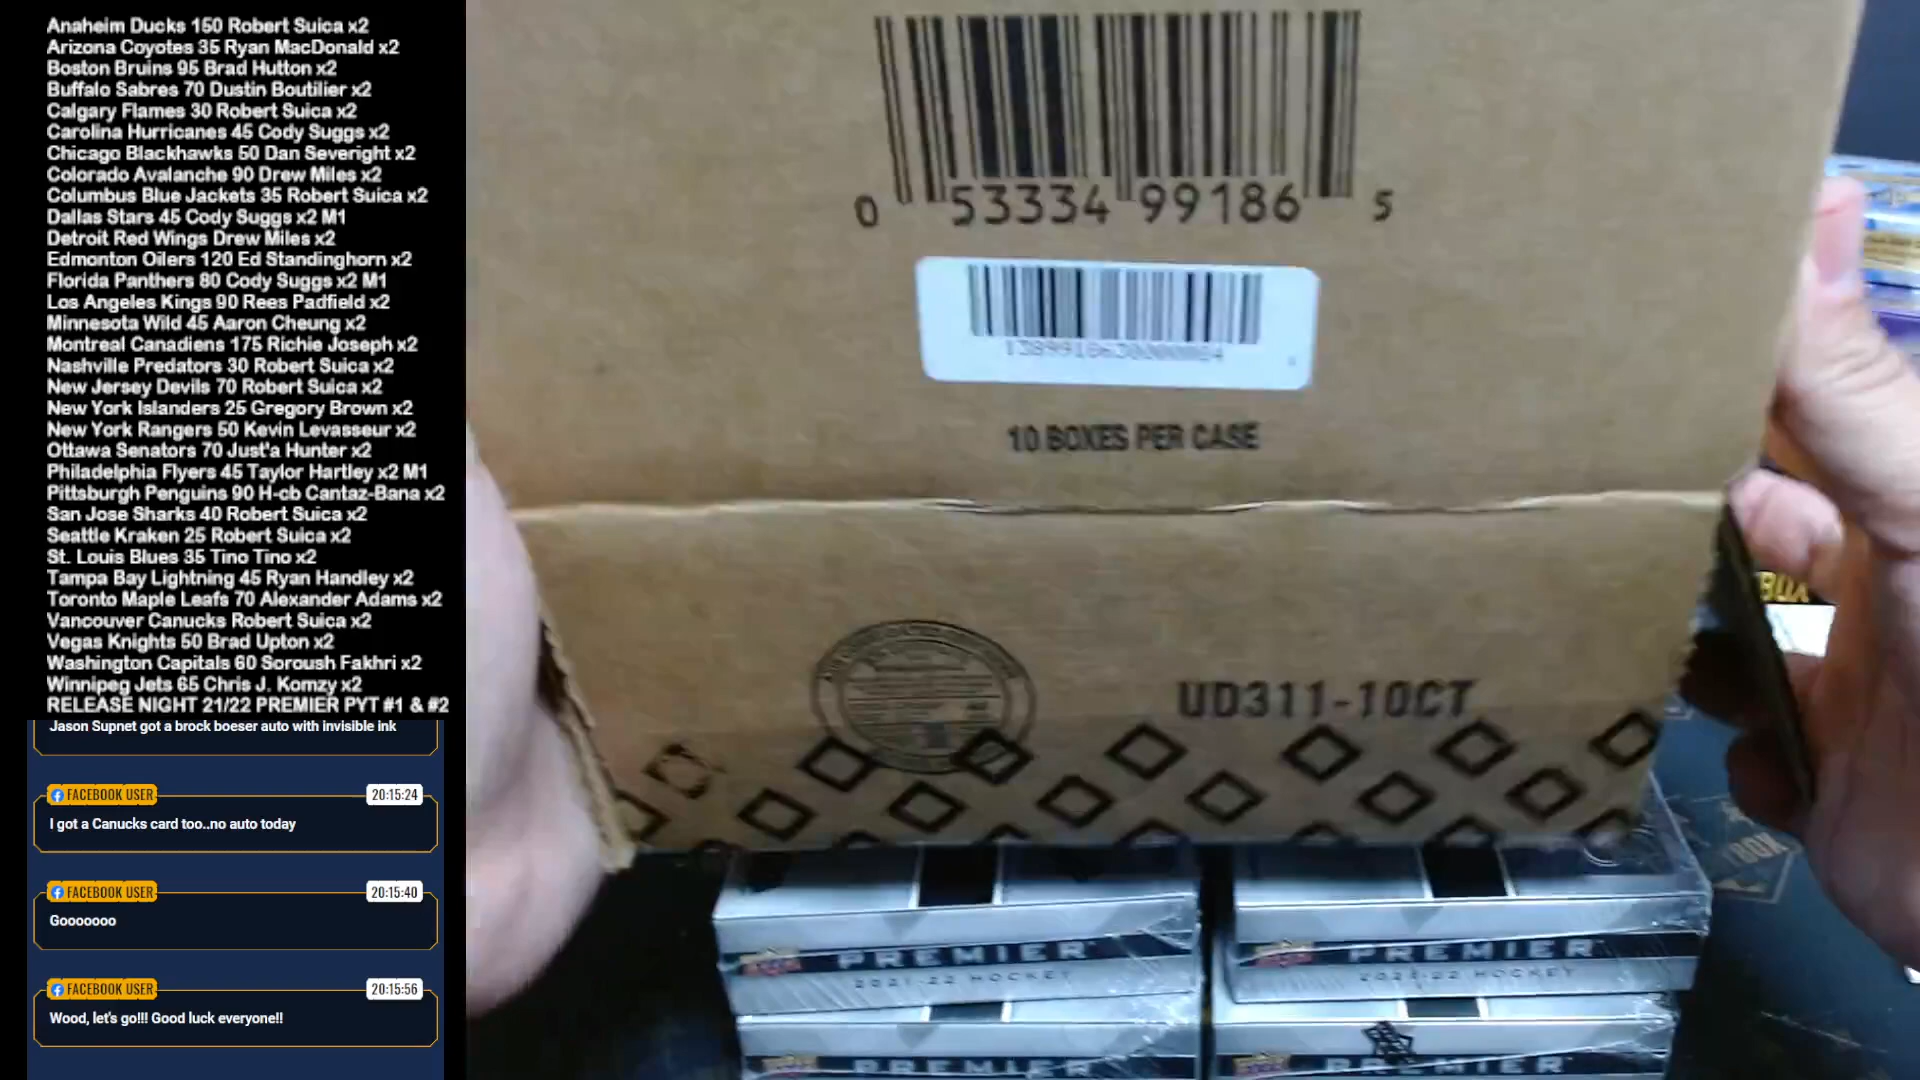 Anaheim Ducks 150 Robert Suica x2
Arizona Coyotes 35 Ryan MacDonald x2
Boston Bruins 95 Brad Hutton x2
Buffalo Sabres 70 Dustin Boutilier x2
Calgary Flames 30 Robert Suica x2
Carolina Hurricanes 45 Cody Suggs x2
Chicago Blackhawks 50 Dan Severight x2
Colorado Avalanche 90 Drew Miles x2
Columbus Blue Jackets 35 Robert Suica x2
Dallas Stars 45 Cody Suggs x2 M1
Detroit Red Wings Drew Miles x2
Edmonton Oilers 120 Ed Standinghorn x2
Florida Panthers 80 Cody Suggs x2 M1
Los Angeles Kings 90 Rees Padfield x2
Minnesota Wild 45 Aaron Cheung x2
Montreal Canadiens 175 Richie Joseph x2
Nashville Predators 30 Robert Suica x2
New Jersey Devils 70 Robert Suica x2
New York Islanders 25 Gregory Brown x2
New York Rangers 50 Kevin Levasseur x2
Ottawa Senators 70 Just'a Hunter x2
Philadelphia Flyers 45 Taylor Hartley x2 M1
Pittsburgh Penguins 90 H-cb Cantaz-Bana x2
San Jose Sharks 40 Robert Suica x2
Seattle Kraken 25 Robert Suica x2
St. Louis Blues 35 Tino Tino x2
Tampa Bay Lightning 45 Ryan Handley x2
Toronto Maple Leafs 70 Alexander Adams x2
Vancouver Canucks Robert Suica x2
Vegas Knights 50 Brad Upton x2
Washington Capitals 60 Soroush Fakhri x2
Winnipeg Jets 65 Chris J. Komzy x2
RELEASE NIGHT 21/22 PREMIER PYT #1 & #2
Jason Supnet got a brock boeser auto with invisible ink
FACEBOOK USER 20:15:24
I got a Canucks card too..no auto today
FACEBOOK USER 20:15:40
Gooooooo
FACEBOOK USER 20:15:56
Wood, let's go!!! Good luck everyone!!
0 53334 99186 5
10 BOXES PER CASE
UD311-10CT
BOX
PREMIER
2021-22 HOCKEY
PREMIER
2021-22 HOCKEY
PREMIER
PREMIER